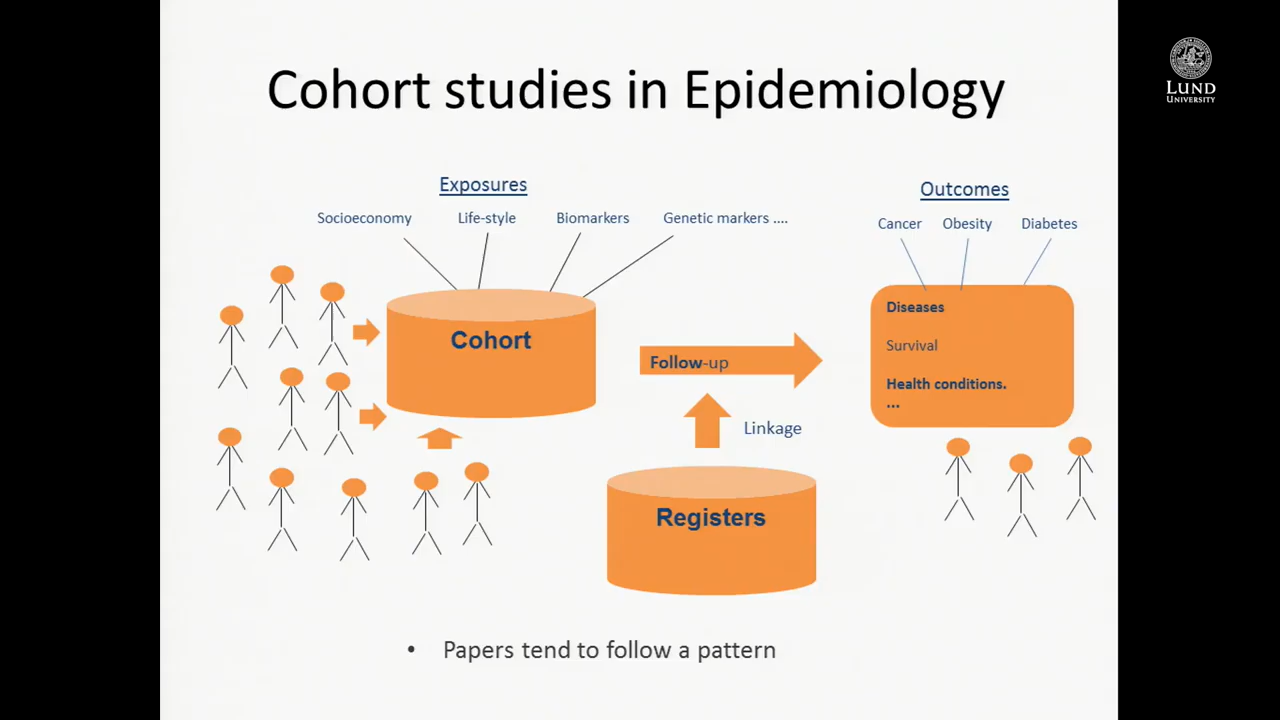 Cohort studies in Epidemiology
LUND
UNIVERSITY
Exposures
Socioeconomy Life-style Biomarkers Genetic markers ....
Outcomes
Cancer Obesity Diabetes
Cohort
Follow-up
Linkage
Registers
Diseases
Survival
Health conditions.
...
• Papers tend to follow a pattern